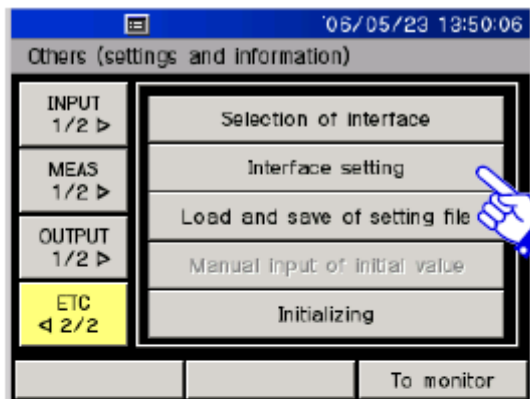 '06/05/23 13:50:06
Others (settings and information)
INPUT
1/2 ▷
MEAS
1/2 ▷
OUTPUT
1/2 ▷
ETC
◁ 2/2
Selection of interface
Interface setting
Load and save of setting file
Manual input of initial value
Initializing
To monitor